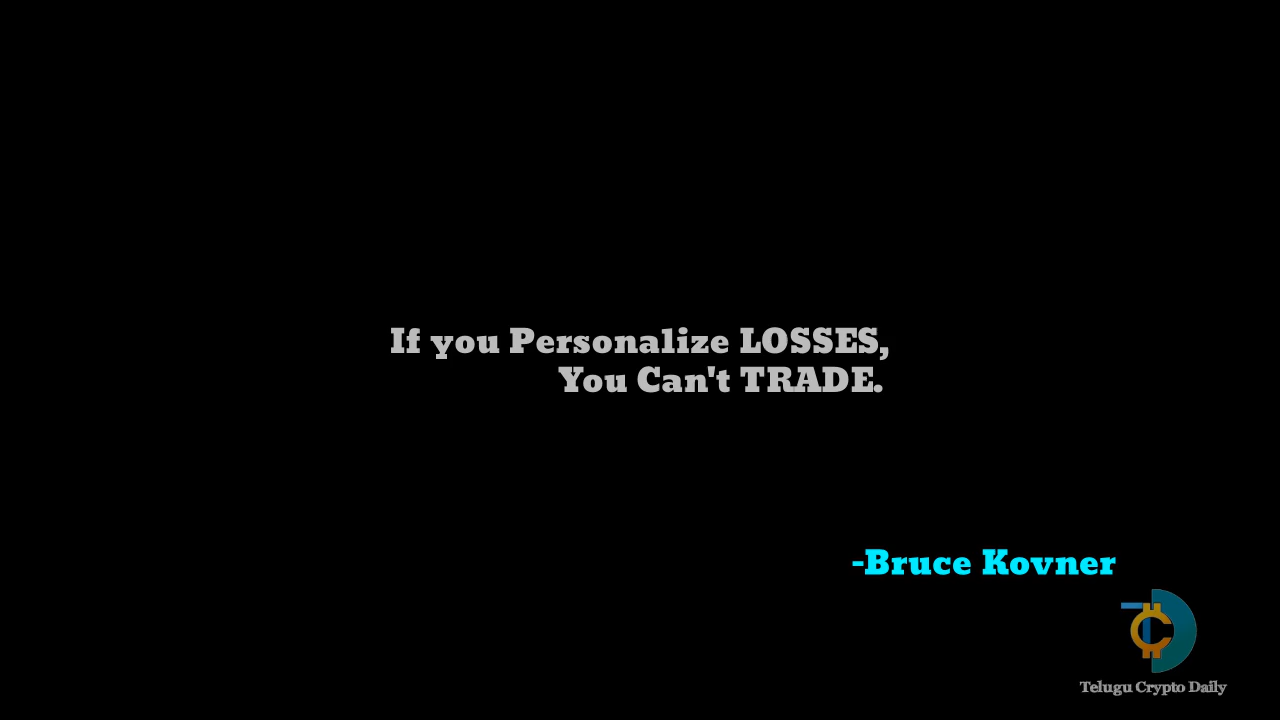 If you Personalize LOSSES,
You Can't TRADE.
-Bruce Kovner
Telugu Crypto Daily